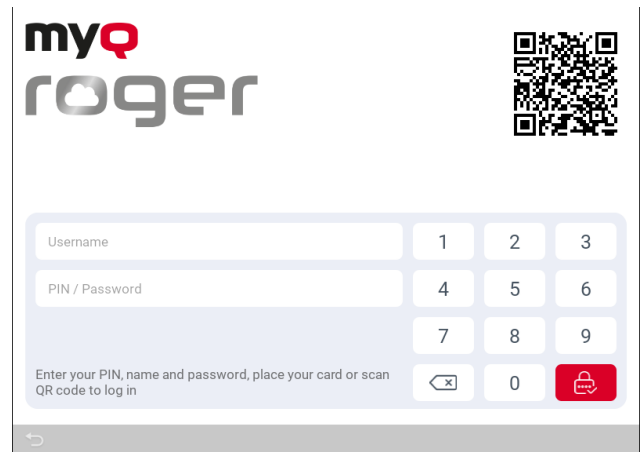 myQ
roger
Username
1 2 3
PIN / Password
4 5 6
7 8 9
Enter your PIN, name and password, place your card or scan
QR code to log in
0